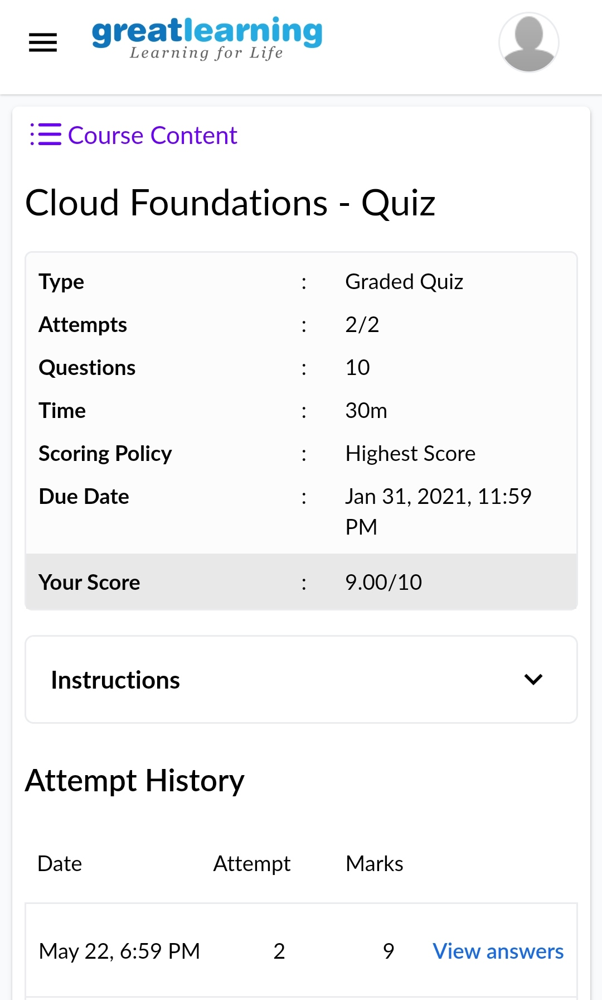 greatlearning
Learning for Life
Course Content
Cloud Foundations - Quiz
Type : Graded Quiz
Attempts : 2/2
Questions : 10
Time : 30m
Scoring Policy : Highest Score
Due Date : Jan 31, 2021, 11:59
PM
Your Score : 9.00/10
Instructions
Attempt History
Date Attempt Marks
May 22, 6:59 PM 2 9 View answers